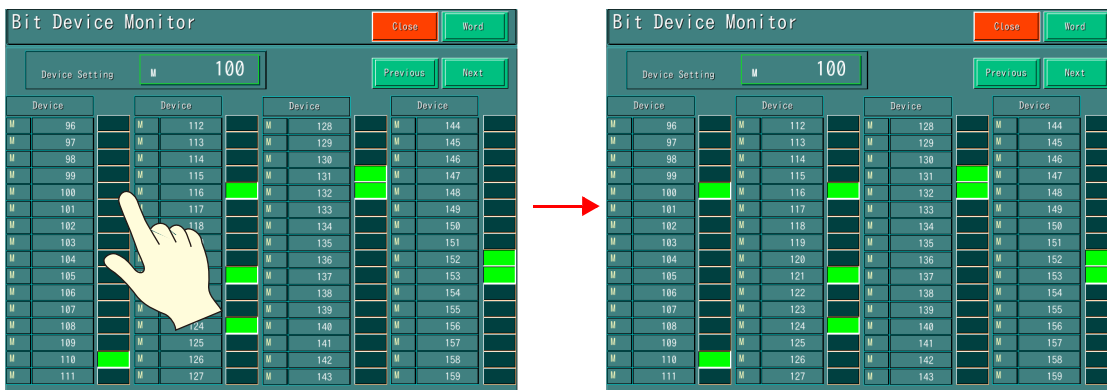 Bit Device Monitor Close Word
Device Setting M 100 Previous Next
Device Device Device Device
M 96 M 112 M 128 M 144
M 97 M 113 M 129 M 145
M 98 M 114 M 130 M 146
M 99 M 115 M 131 M 147
M 100 M 116 M 132 M 148
M 101 M 117 M 133 M 149
M 102 118 M 134 M 150
M 103 M 135 M 151
M 104 M 136 M 152
M 105 M 137 M 153
M 106 M 138 M 154
M 107 M 139 M 155
M 108 124 M 140 M 156
M 109 M 125 M 141 M 157
M 110 M 126 M 142 M 158
M 111 M 127 M 143 M 159
Bit Device Monitor Close Word
Device Setting M 100 Previous Next
Device Device Device Device
M 96 M 112 M 128 M 144
M 97 M 113 M 129 M 145
M 98 M 114 M 130 M 146
M 99 M 115 M 131 M 147
M 100 M 116 M 132 M 148
M 101 M 117 M 133 M 149
M 102 M 118 M 134 M 150
M 103 M 119 M 135 M 151
M 104 M 120 M 136 M 152
M 105 M 121 M 137 M 153
M 106 M 122 M 138 M 154
M 107 M 123 M 139 M 155
M 108 M 124 M 140 M 156
M 109 M 125 M 141 M 157
M 110 M 126 M 142 M 158
M 111 M 127 M 143 M 159